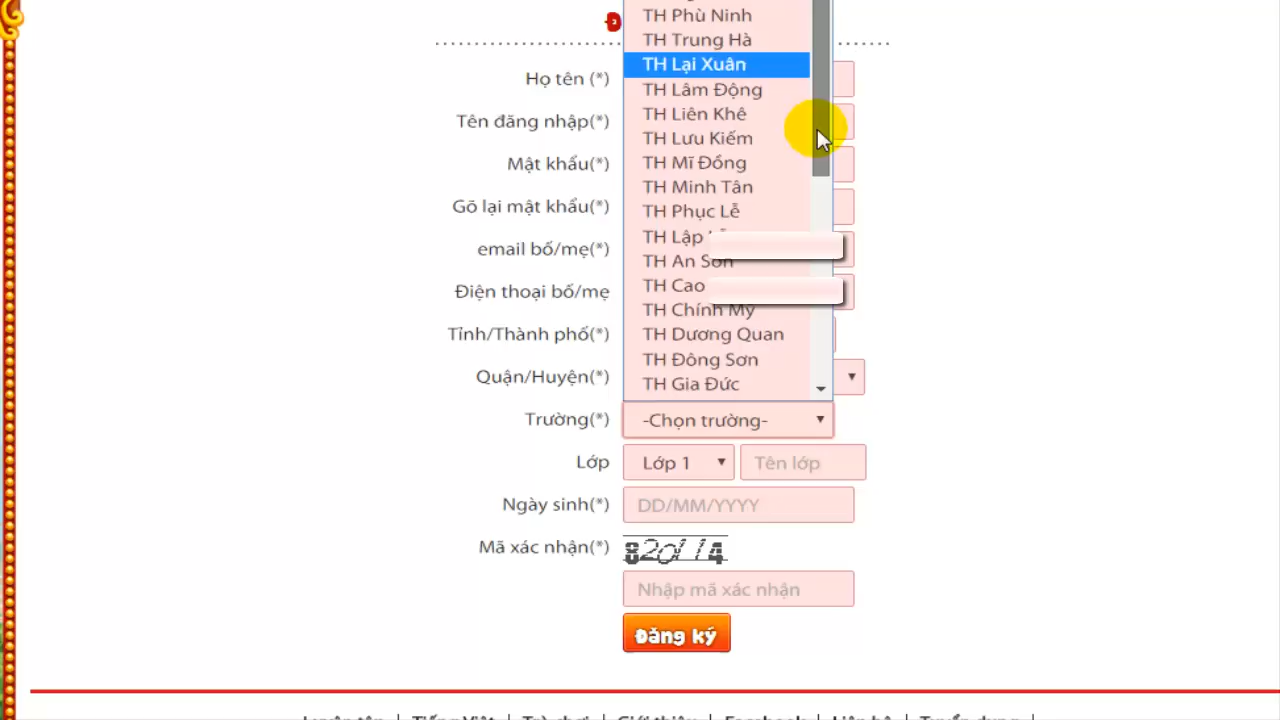 TH Phù Ninh
TH Trung Hà
TH Lại Xuân
TH Lâm Động
TH Liên Khê
TH Lưu Kiếm
TH Mĩ Đồng
TH Minh Tân
TH Phục Lễ
TH Lập
TH An Sơn
TH Cao
TH Chính Mỹ
TH Dương Quan
TH Đông Sơn
TH Gia Đức
Họ tên (*)
Tên đăng nhập(*)
Mật khẩu(*)
Gõ lại mật khẩu(*)
email bố/mẹ(*)
Điện thoại bố/mẹ
Tỉnh/Thành phố(*)
Quận/Huyện(*)
Trường(*) -Chọn trường-
Lớp Lớp 1 Tên lớp
Ngày sinh(*) DD/MM/YYYY
Mã xác nhận(*)
Nhập mã xác nhận
Đăng ký